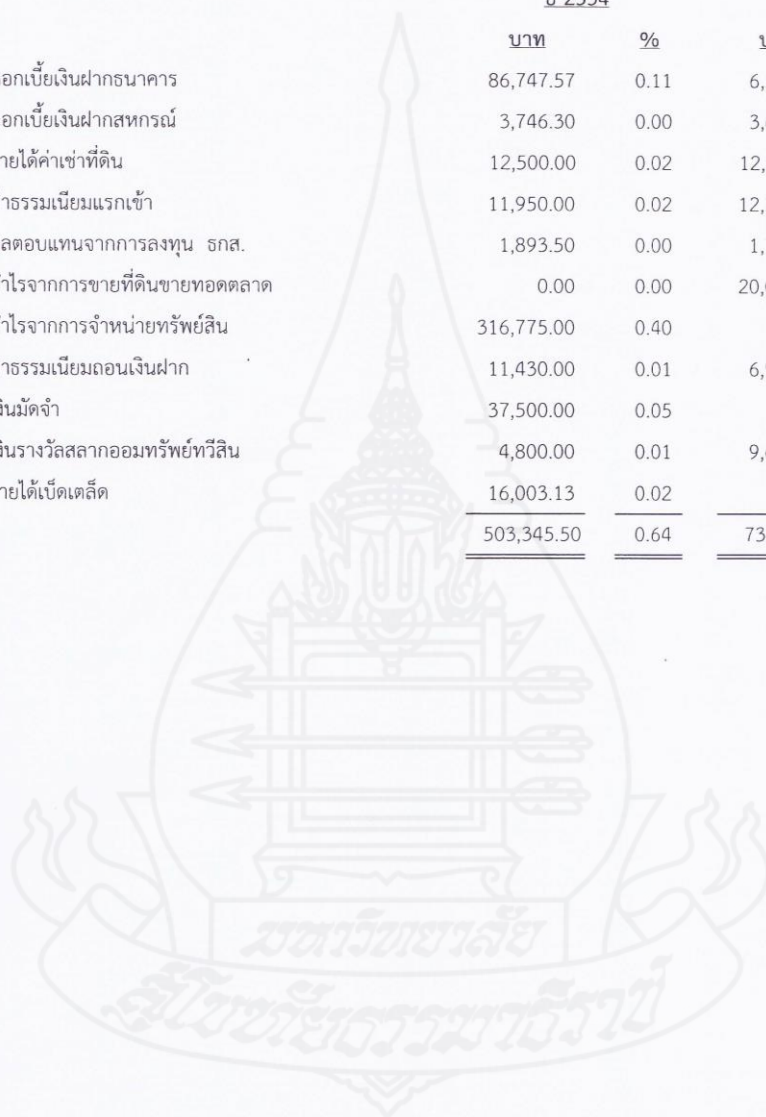 ปี 2554
บาท %
อกเบี้ยเงินฝากธนาคาร 86,747.57 0.11 6,
อกเบี้ยเงินฝากสหกรณ์ 3,746.30 0.00 3,
ายได้ค่าเช่าที่ดิน 12,500.00 0.02 12,
าธรรมเนียมแรกเข้า 11,950.00 0.02 12,
ลตอบแทนจากการลงทุน ธกส. 1,893.50 0.00 1,
ำไรจากการขายที่ดินขายทอดตลาด 0.00 0.00 20,
ำไรจากการจำหน่ายทรัพย์สิน 316,775.00 0.40
าธรรมเนียมถอนเงินฝาก 11,430.00 0.01 6,
งินมัดจำ 37,500.00 0.05
งินรางวัลสลากออมทรัพย์ทวีสิน 4,800.00 0.01 9,
ายได้เบ็ดเตล็ด 16,003.13 0.02
503,345.50 0.64 73
มหาวิทยาลัย
สุโขทัยธรรมาธิราช